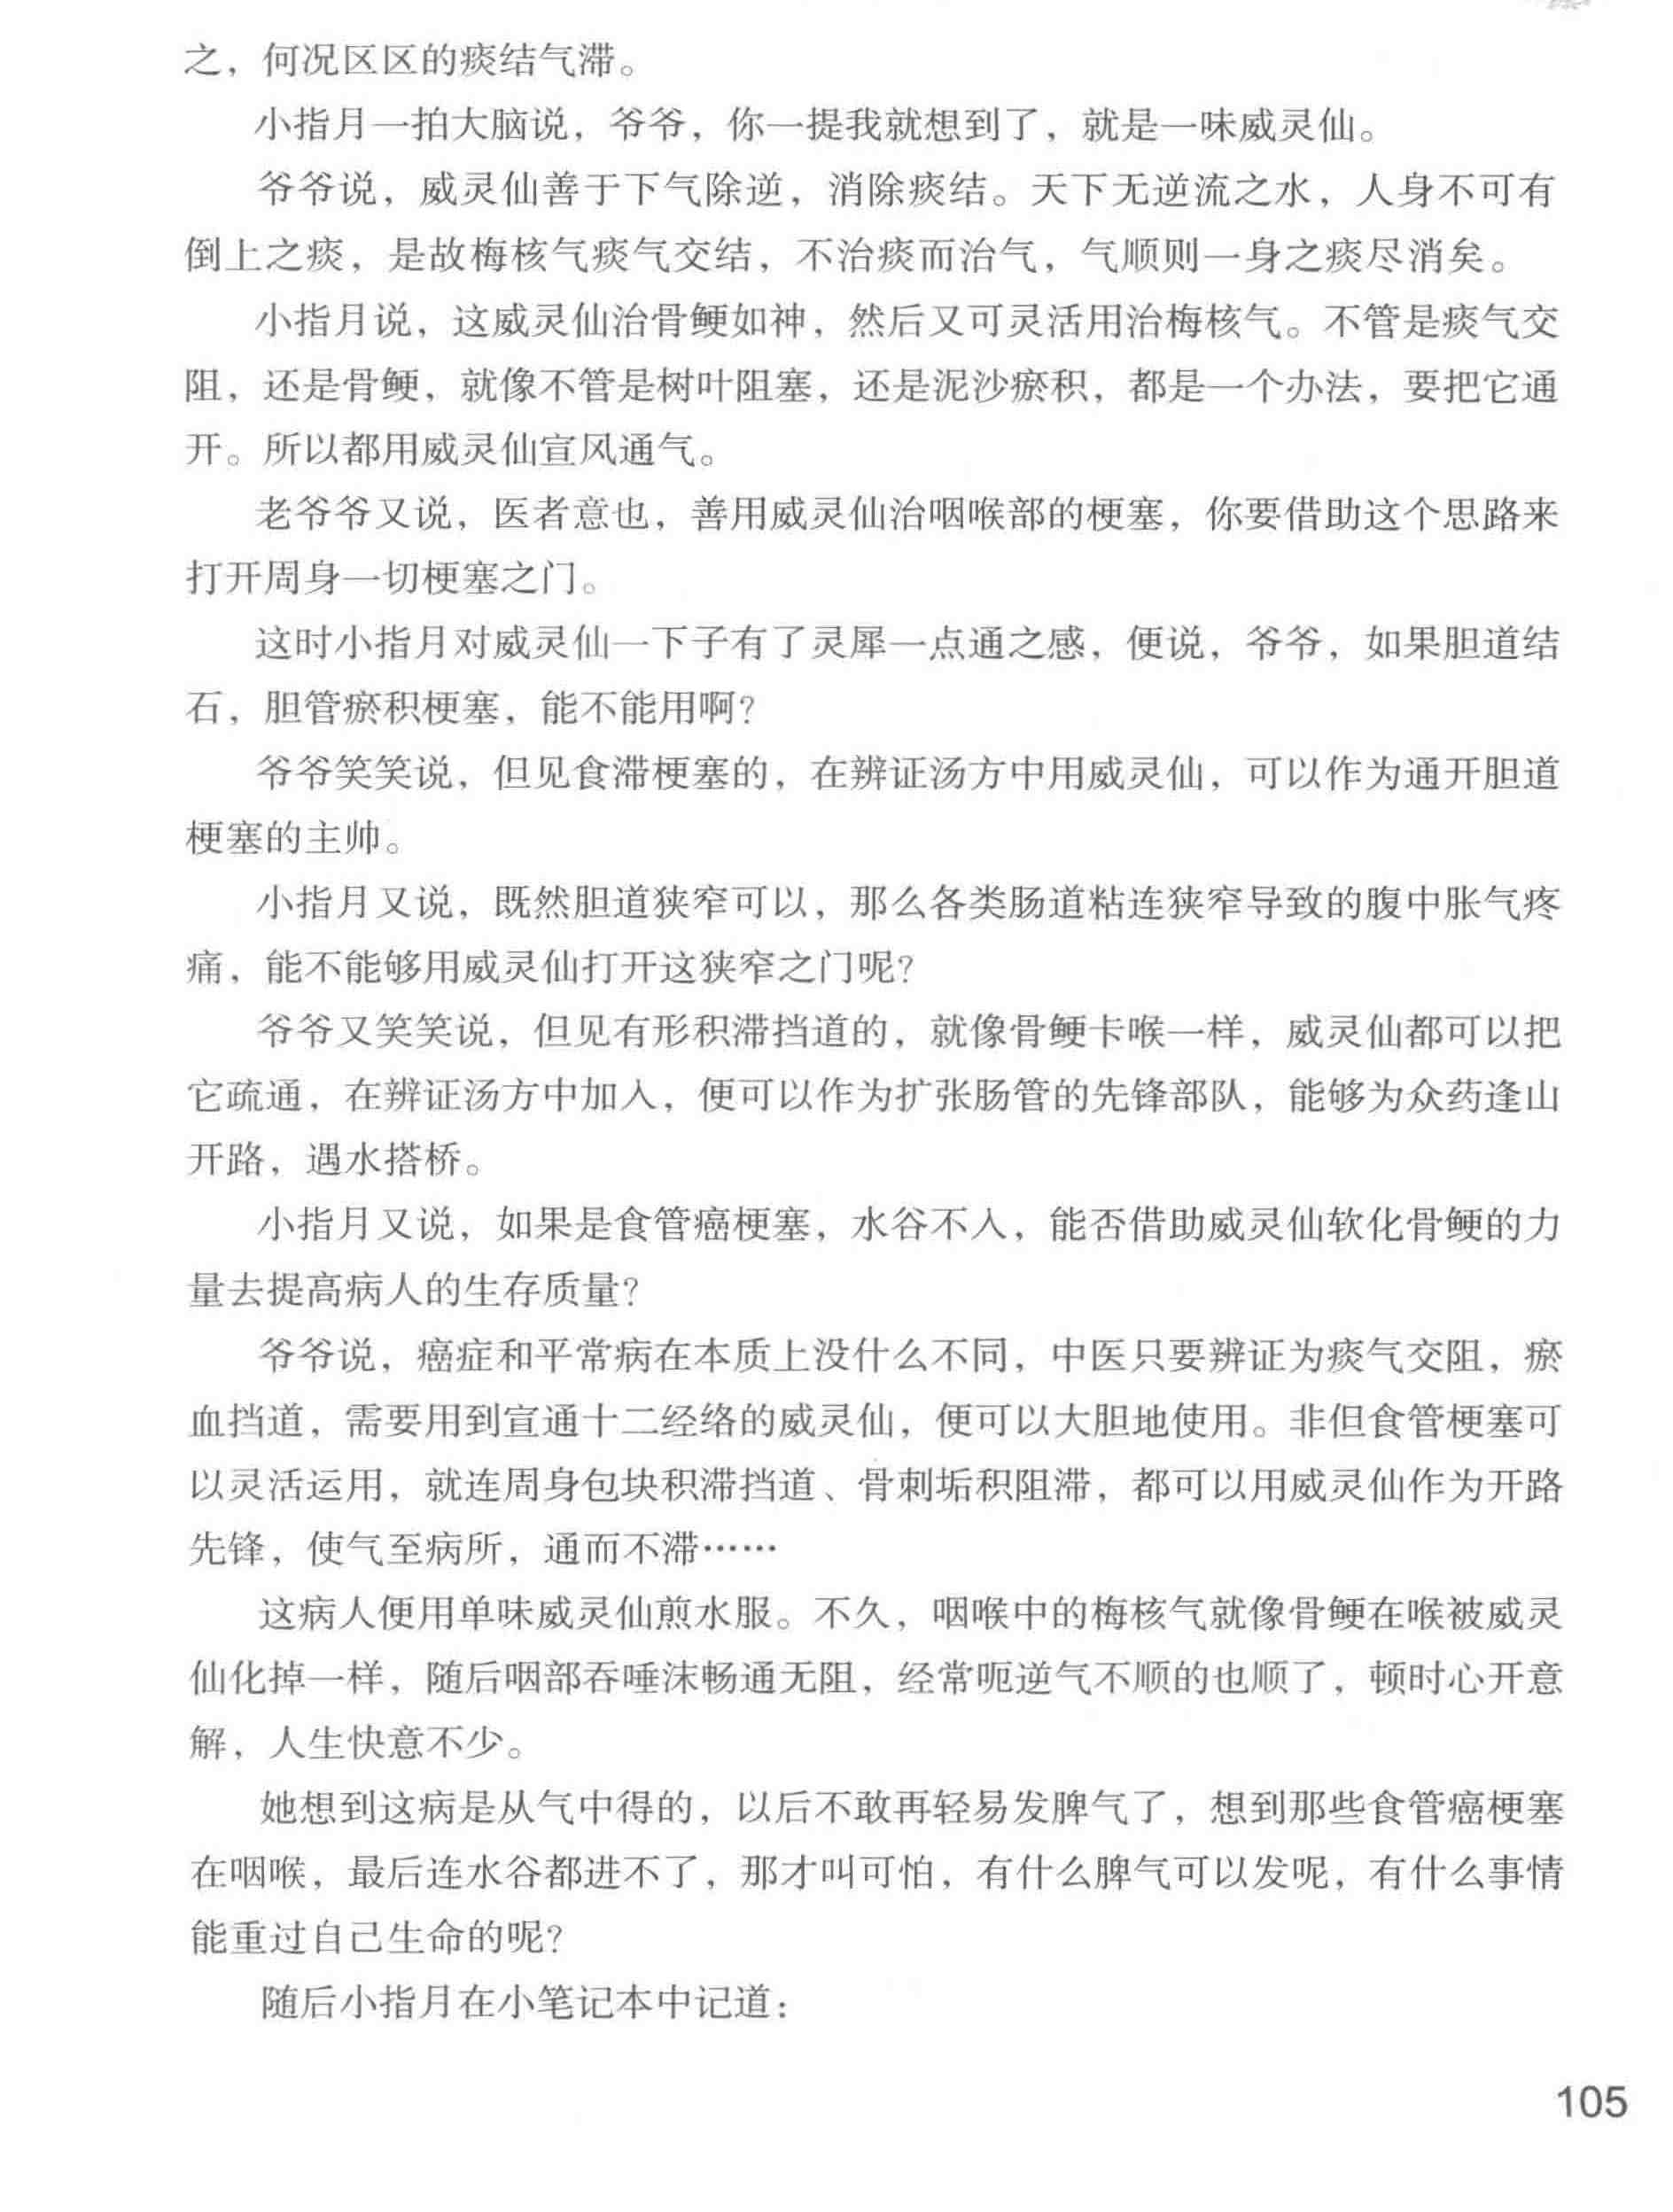 之，何况区区的痰结气滞。
小指月一拍大脑说，爷爷，你一提我就想到了，就是一味威灵仙。
爷爷说，威灵仙善于下气除逆，消除痰结。天下无逆流之水，人身不可有
倒上之痰，是故梅核气痰气交结，不治痰而治气，气顺则一身之痰尽消矣。
小指月说，这威灵仙治骨鲠如神，然后又可灵活用治梅核气。不管是痰气交
阻，还是骨鲠，就像不管是树叶阻塞，还是泥沙瘀积，都是一个办法，要把它通
开。所以都用威灵仙宣风通气。
老爷爷又说，医者意也，善用威灵仙治咽喉部的梗塞，你要借助这个思路来
打开周身一切梗塞之门。
这时小指月对威灵仙一下子有了灵犀一点通之感，便说，爷爷，如果胆道结
石，胆管瘀积梗塞，能不能用啊？
爷爷笑笑说，但见食滞梗塞的，在辨证汤方中用威灵仙，可以作为通开胆道
梗塞的主帅。
小指月又说，既然胆道狭窄可以，那么各类肠道粘连狭窄导致的腹中胀气疼
痛，能不能够用威灵仙打开这狭窄之门呢？
爷爷又笑笑说，但见有形积滞挡道的，就像骨鲠卡喉一样，威灵仙都可以把
它疏通，在辨证汤方中加入，便可以作为扩张肠管的先锋部队，能够为众药逢山
开路，遇水搭桥。
小指月又说，如果是食管癌梗塞，水谷不入，能否借助威灵仙软化骨鲠的力
量去提高病人的生存质量？
爷爷说，癌症和平常病在本质上没什么不同，中医只要辨证为痰气交阻，瘀
血挡道，需要用到宣通十二经络的威灵仙，便可以大胆地使用。非但食管梗塞可
以灵活运用，就连周身包块积滞挡道、骨刺垢积阻滞，都可以用威灵仙作为开路
先锋，使气至病所，通而不滞……
这病人便用单味威灵仙煎水服。不久，咽喉中的梅核气就像骨鲠在喉被威灵
仙化掉一样，随后咽部吞唾沫畅通无阻，经常呃逆气不顺的也顺了，顿时心开意
解，人生快意不少。
她想到这病是从气中得的，以后不敢再轻易发脾气了，想到那些食管癌梗塞
在咽喉，最后连水谷都进不了，那才叫可怕，有什么脾气可以发呢，有什么事情
能重过自己生命的呢？
随后小指月在小笔记本中记道：
105